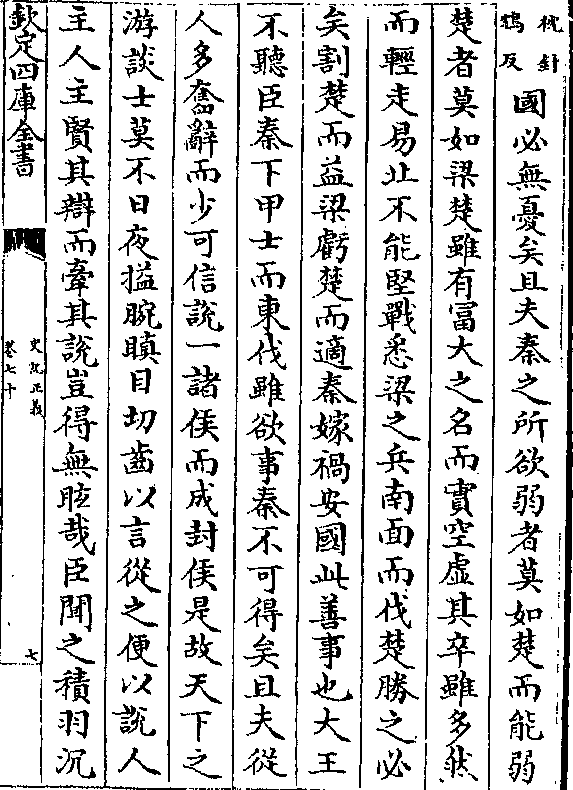 枕針
鴆反
國必無憂矣且夫秦之所欲弱者莫如楚而能弱
楚者莫如梁楚雖有富大之名而實空虛其卒雖多然
而輕走易北不能堅戰悉梁之兵南面而伐楚勝之必
矣割楚而益梁虧楚而適秦嫁禍安國此善事也大王
不聽臣秦下甲士而東伐雖欲事秦不可得矣且夫從
人多奮辭而少可信說一諸侯而成封侯是故天下之
游談士莫不日夜搤腕瞋目切齒以言從之便以說人
主人主賢其辯而牽其說豈得無眩哉臣聞之積羽沉
欽定四庫全書
史記正義
卷七十
七